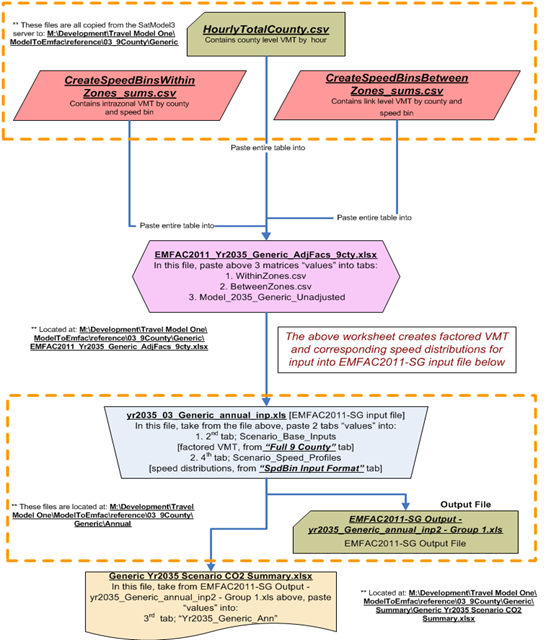 ** These files are all copied from the SatModel3
server to: M:\Development\Travel Model One\
ModelToEmfac\reference\03_9County\Generic
HourlyTotalCounty.csv
Contains county level VMT by hour
CreateSpeedBinsWithin
Zones_sums.csv
Contains intrazonal VMT by county
and speed bin
CreateSpeedBinsBetween
Zones_sums.csv
Contains link level VMT by county and
speed bin
Paste entire table into
Paste entire table into
Paste entire table into
EMFAC2011_Yr2035_Generic_AdjFacs_9cty.xlsx
In this file, paste above 3 matrices “values” into tabs:
1. WithinZones.csv
2. BetweenZones.csv
3. Model_2035_Generic_Unadjusted
** Located at: M:\Development\Travel Model One\
ModelToEmfac\reference\03_9County\Generic\
EMFAC2011_Yr2035_Generic_AdjFacs_9cty.xlsx
The above worksheet creates factored VMT
and corresponding speed distributions for
input into EMFAC2011-SG input file below
yr2035_03_Generic_annual_inp.xls [EMFAC2011-SG input file]
In this file, take from the file above, paste 2 tabs “values” into:
1. 2nd tab; Scenario_Base_Inputs
[factored VMT, from “Full 9 County” tab]
2. 4th tab; Scenario_Speed_Profiles
[speed distributions, from “SpdBin Input Format” tab]
** These files are located at: M:\Development\Travel
Model One\ModelToEmfac\reference\03_9County\
Generic\Annual
Output File
EMFAC2011-SG Output -
yr2035_Generic_annual_inp2 - Group 1.xls
EMFAC2011-SG Output File
Generic Yr2035 Scenario CO2 Summary.xlsx
In this file, take from EMFAC2011-SG Output -
yr2035_Generic_annual_inp2 - Group 1.xls above, paste
“values” into:
3rd tab; “Yr2035_Generic_Ann”
** Located at: M:\Development\Travel Model One\
ModelToEmfac\reference\03_9County\Generic\
Summary\Generic Yr2035 Scenario CO2
Summary.xlsx